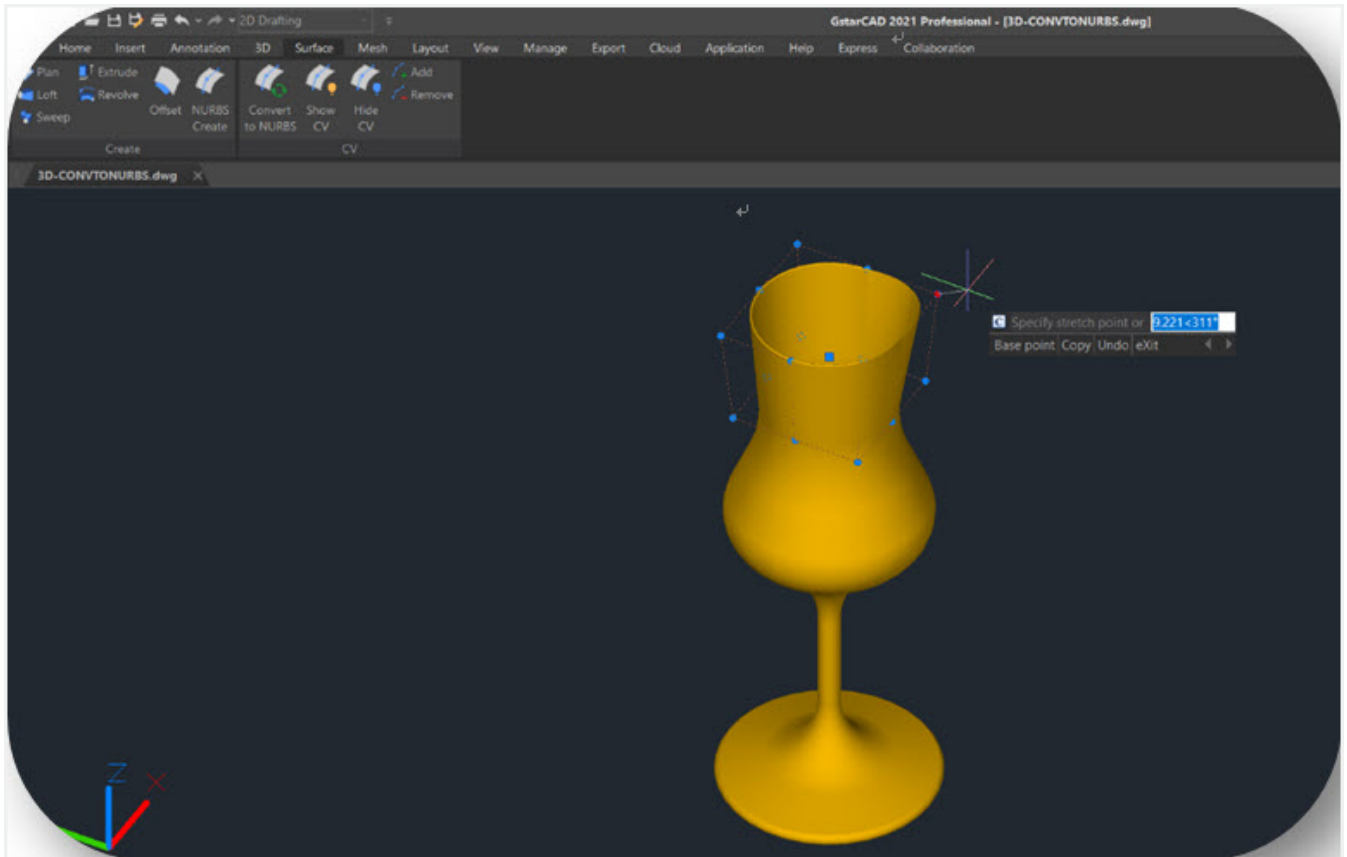 2D Drafting
GstarCAD 2021 Professional - [3D-CONVTONURBS.dwg]
Home Insert Annotation 3D Surface Mesh Layout View Manage Export Cloud Application Help Express Collaboration
Plan Extrude
Loft Revolve
Sweep
Offset NURBS Create
Convert to NURBS Show CV Hide CV
Add
Remove
Create CV
3D-CONVTONURBS.dwg
Specify stretch point or 9.221<311°
Base point Copy Undo eXit
Z X